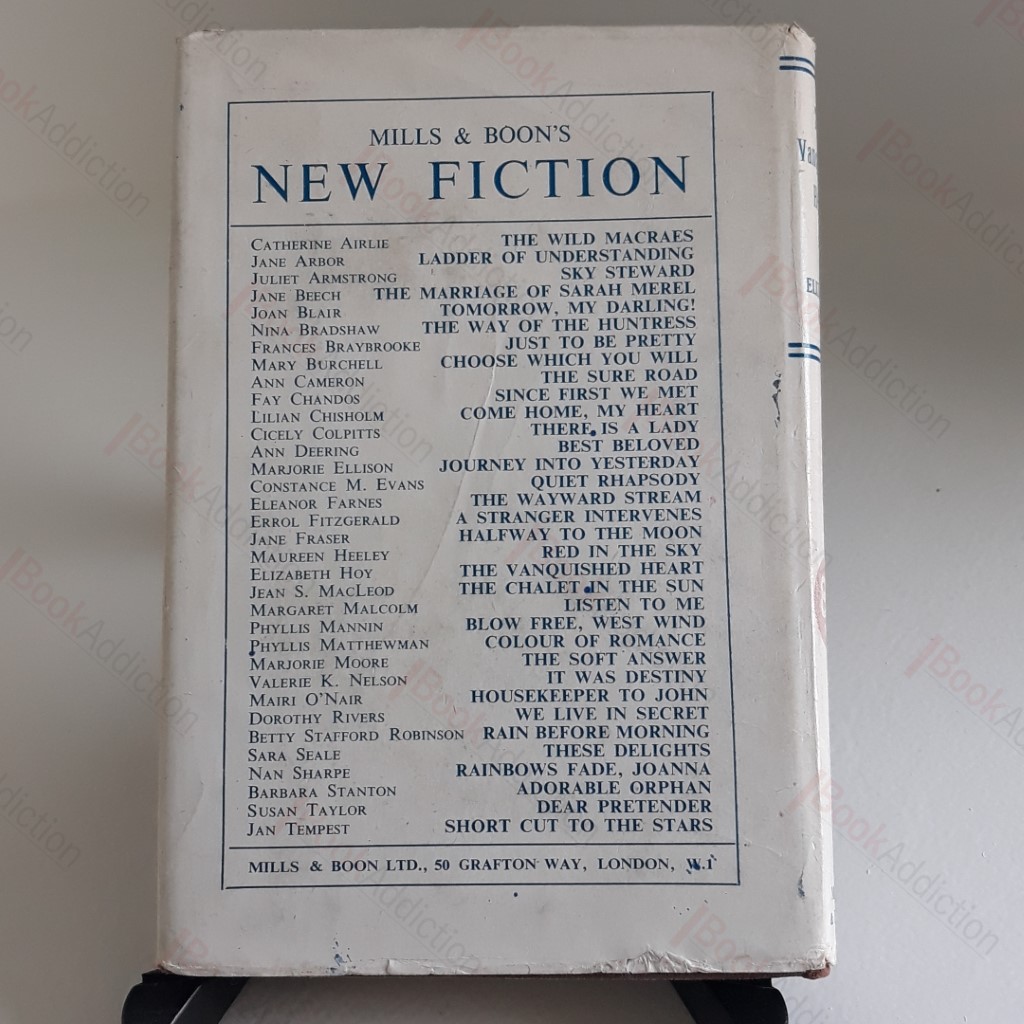 MILLS & BOON'S
NEW FICTION
CATHERINE AIRLIE THE WILD MACRAES
JANE ARBOR LADDER OF UNDERSTANDING
JULIET ARMSTRONG SKY STEWARD
JANE BEECH THE MARRIAGE OF SARAH MEREL
JOAN BLAIR TOMORROW, MY DARLING!
NINA BRADSHAW THE WAY OF THE HUNTRESS
FRANCES BRAYBROOKE JUST TO BE PRETTY
MARY BURCHELL CHOOSE WHICH YOU WILL
ANN CAMERON THE SURE ROAD
FAY CHANDOS SINCE FIRST WE MET
LILIAN CHISHOLM COME HOME, MY HEART
CICELY COLPITTS THERE IS A LADY
ANN DEERING BEST BELOVED
MARJORIE ELLISON JOURNEY INTO YESTERDAY
CONSTANCE M. EVANS QUIET RHAPSODY
ELEANOR FARNES THE WAYWARD STREAM
ERROL FITZGERALD A STRANGER INTERVENES
JANE FRASER HALFWAY TO THE MOON
MAUREEN HEELEY RED IN THE SKY
ELIZABETH HOY THE VANQUISHED HEART
JEAN S. MACLEOD THE CHALET IN THE SUN
MARGARET MALCOLM LISTEN TO ME
PHYLLIS MANNIN BLOW FREE, WEST WIND
PHYLLIS MATTHEWMAN COLOUR OF ROMANCE
MARJORIE MOORE THE SOFT ANSWER
VALERIE K. NELSON IT WAS DESTINY
MAIRI O'NAIR HOUSEKEEPER TO JOHN
DOROTHY RIVERS WE LIVE IN SECRET
BETTY STAFFORD ROBINSON RAIN BEFORE MORNING
SARA SEALE THESE DELIGHTS
NAN SHARPE RAINBOWS FADE, JOANNA
BARBARA STANTON ADORABLE ORPHAN
SUSAN TAYLOR DEAR PRETENDER
JAN TEMPEST SHORT CUT TO THE STARS
MILLS & BOON LTD., 50 GRAFTON WAY, LONDON, W.1
BookAddiction